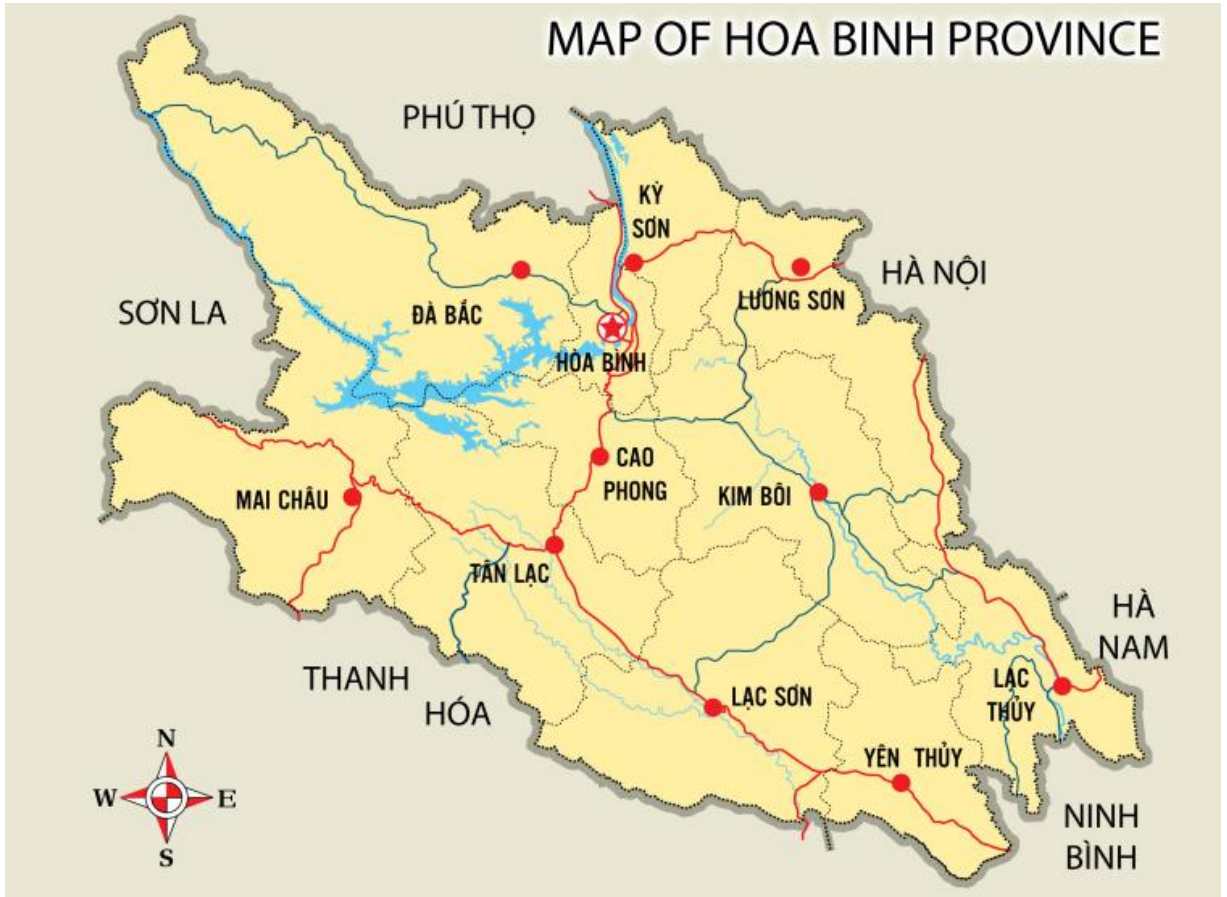 MAP OF HOA BINH PROVINCE
PHÚ THỌ
KỲ
SƠN
HÀ NỘI
LƯƠNG SƠN
SƠN LA
ĐÀ BẮC
HÒA BÌNH
CAO
PHONG
MAI CHÂU
KIM BÔI
TÂN LẠC
HÀ
NAM
THANH
HÓA
LẠC
THỦY
LẠC SƠN
YÊN THỦY
N
W
E
S
NINH
BÌNH